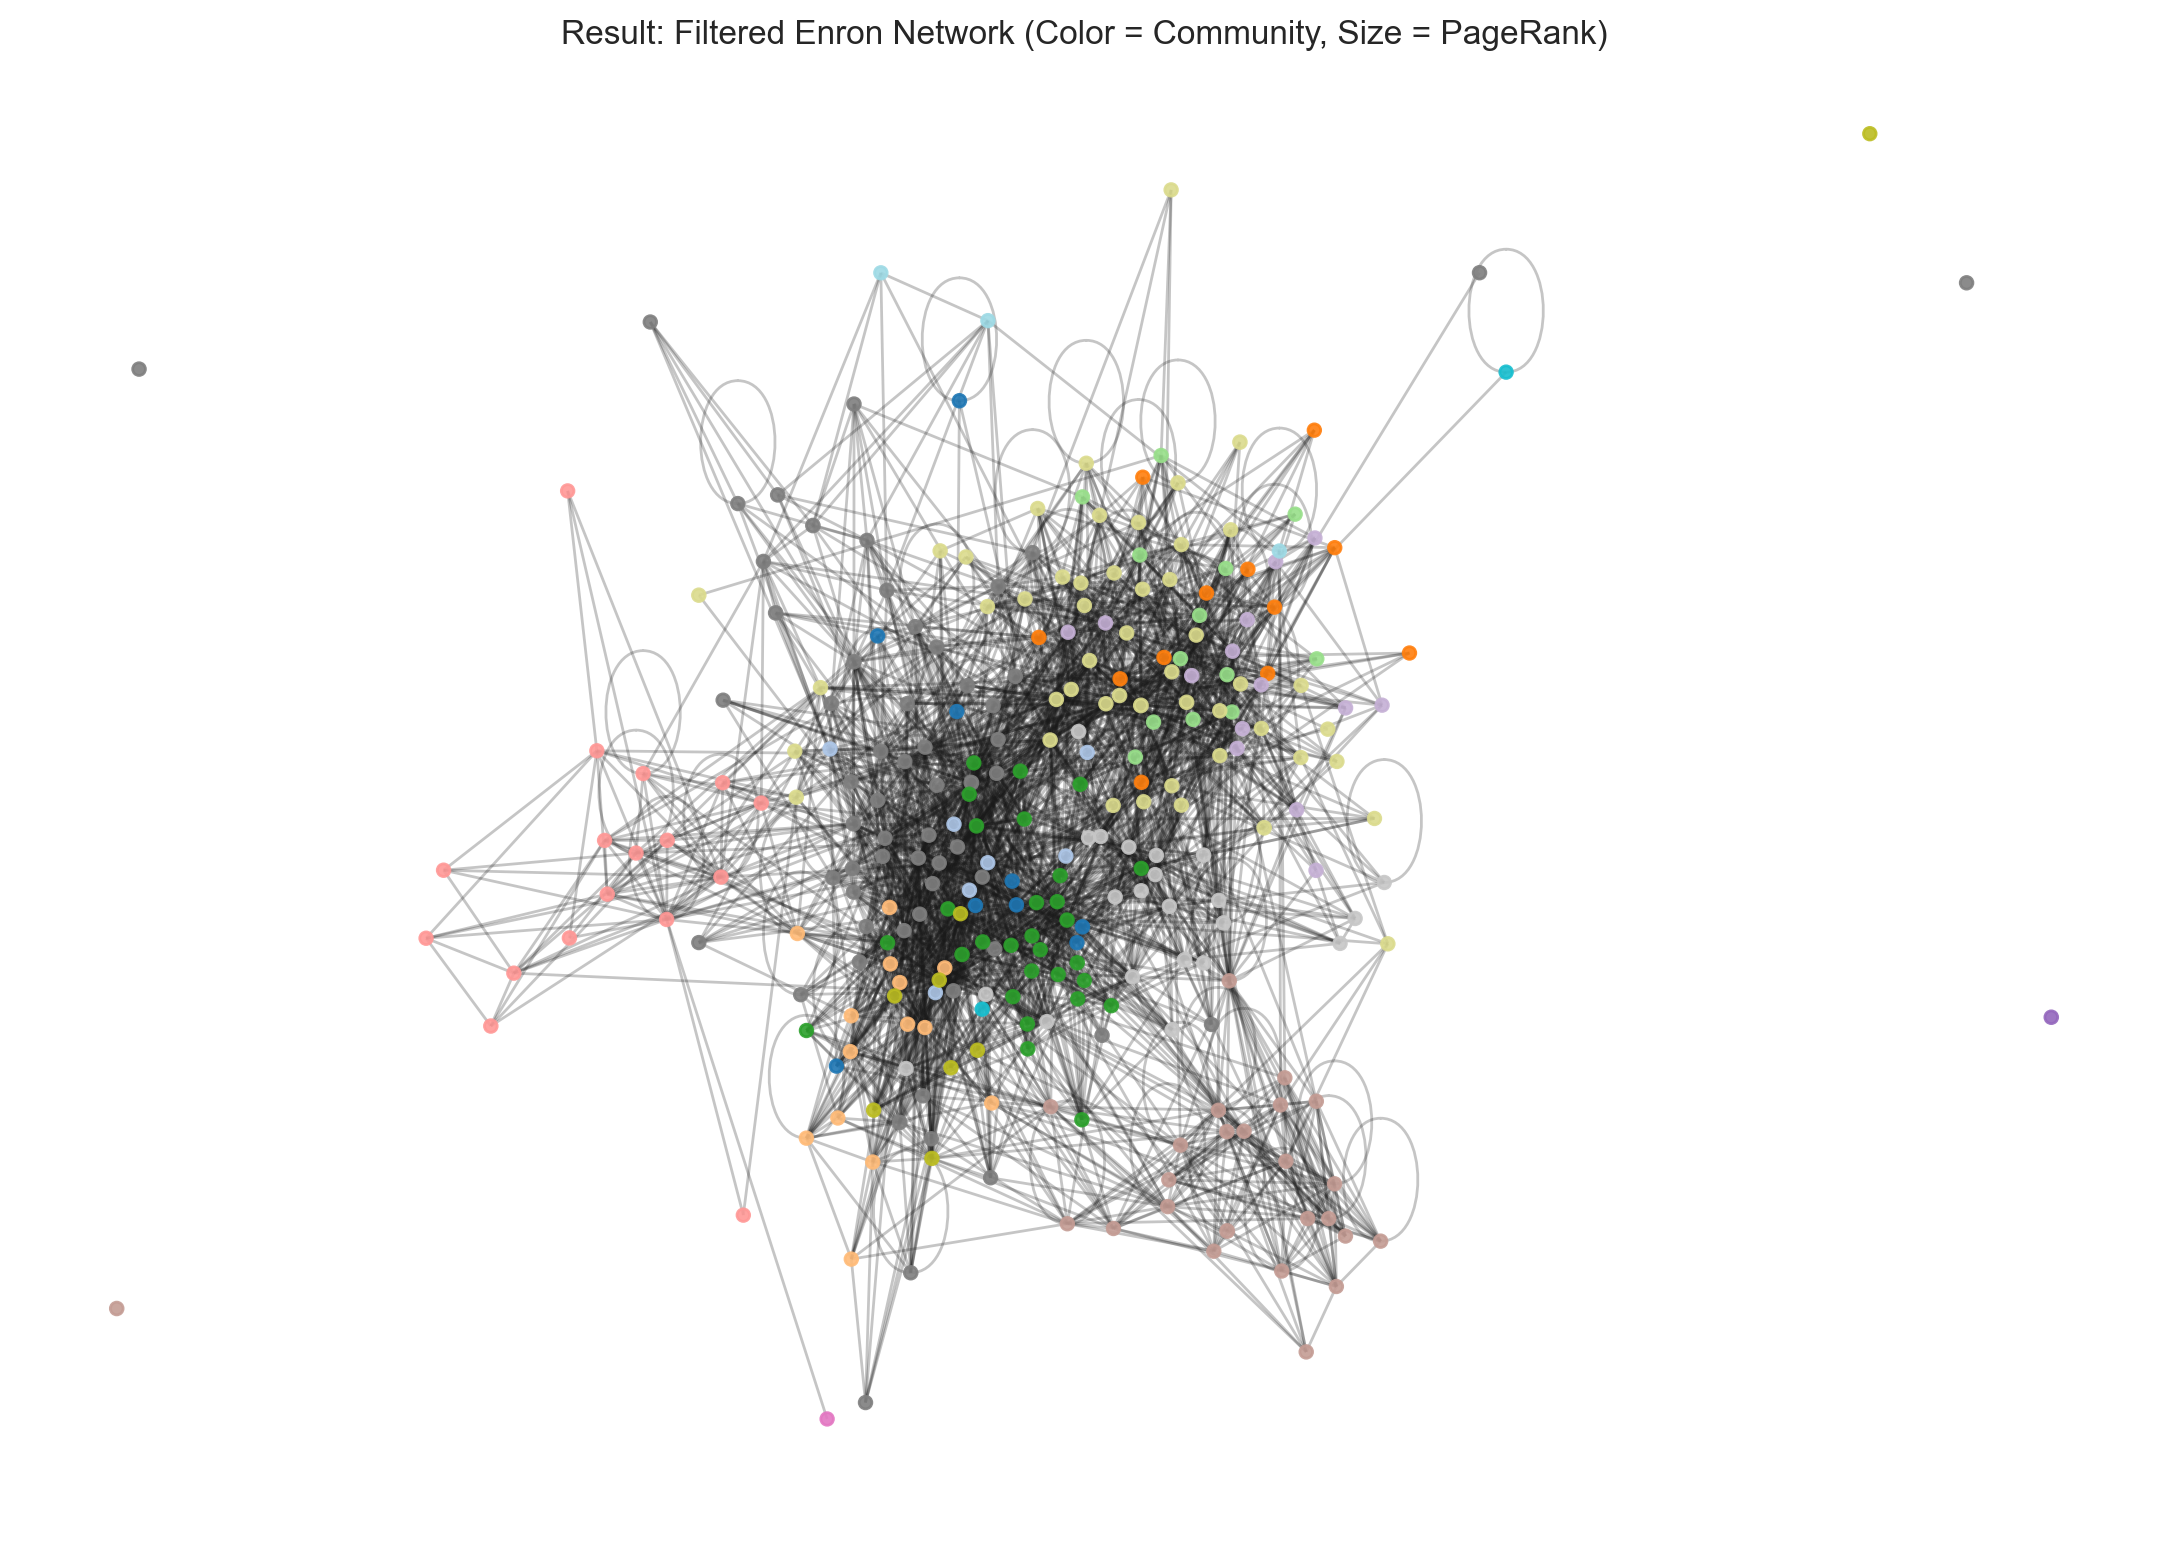 Result: Filtered Enron Network (Color = Community, Size = PageRank)